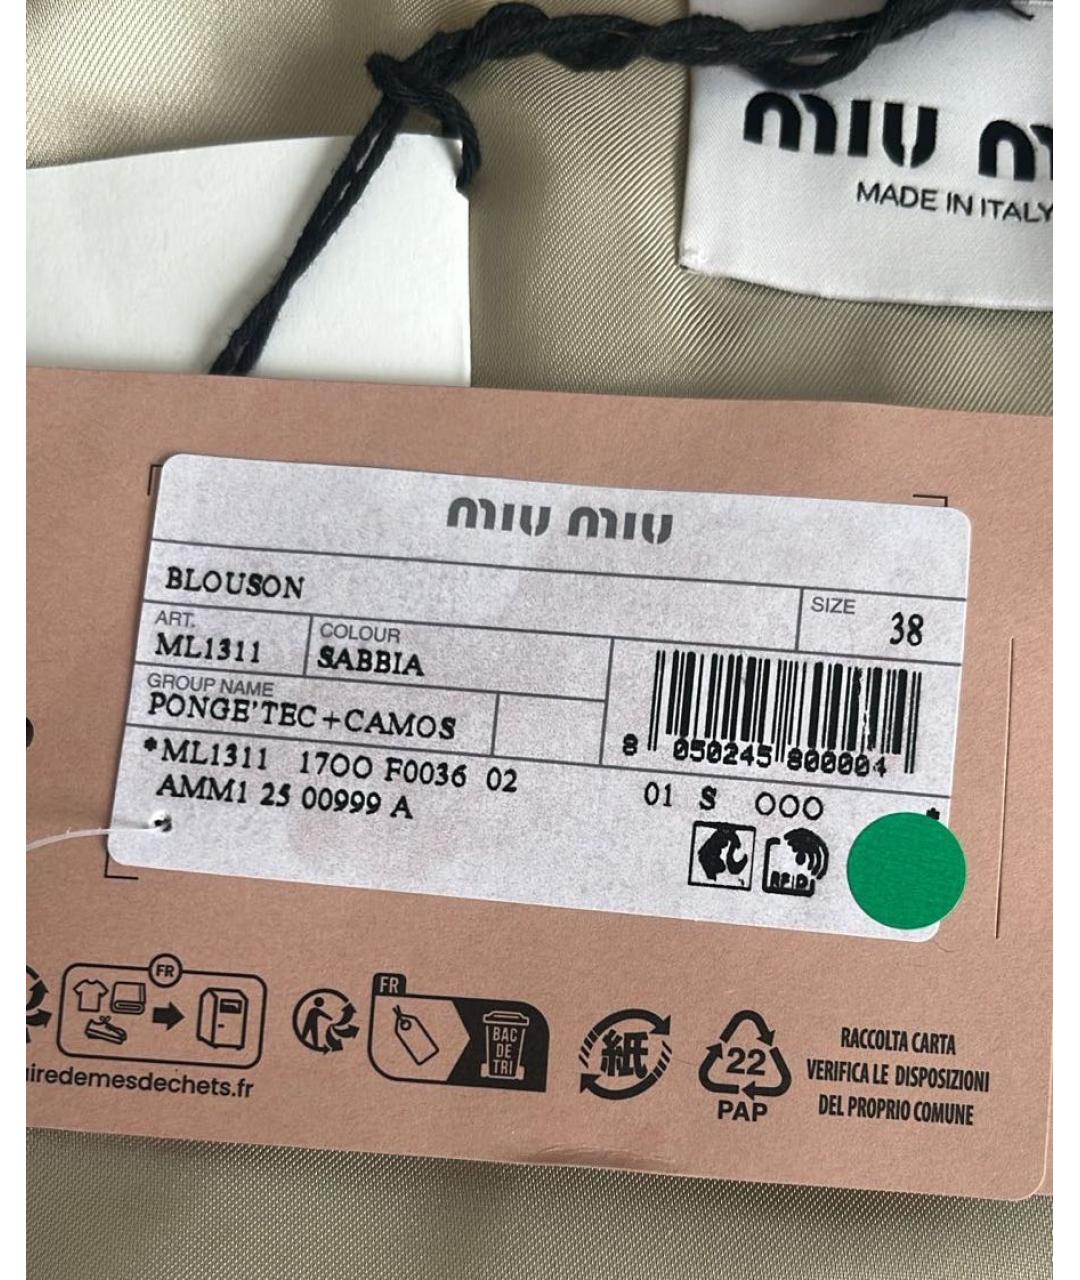 MIU M
MADE IN ITALY
MIU MIU
BLOUSON
SIZE 38
ART.
ML1311
COLOUR
SABBIA
GROUP NAME
PONGE'TEC+CAMOS
8 050245 800004
*ML1311 1700 F0036 02
AMM1 25 00999 A
01 S 000 *
RFID
FR
FR
BAC
DE
TRI
airedemesdechets.fr
紙
22
PAP
RACCOLTA CARTA
VERIFICA LE DISPOSIZIONI
DEL PROPRIO COMUNE